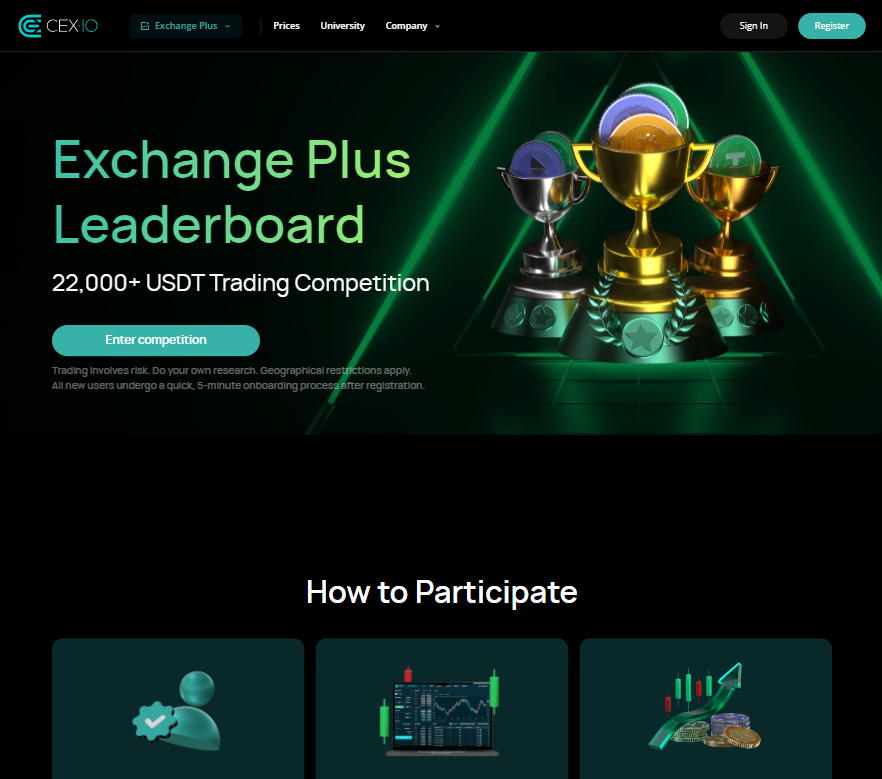 CEX·IO
Exchange Plus
Prices
University
Company
Sign In
Register
Exchange Plus
Leaderboard
22,000+ USDT Trading Competition
Enter competition
Trading involves risk. Do your own research. Geographical restrictions apply.
All new users undergo a quick, 5-minute onboarding process after registration.
How to Participate